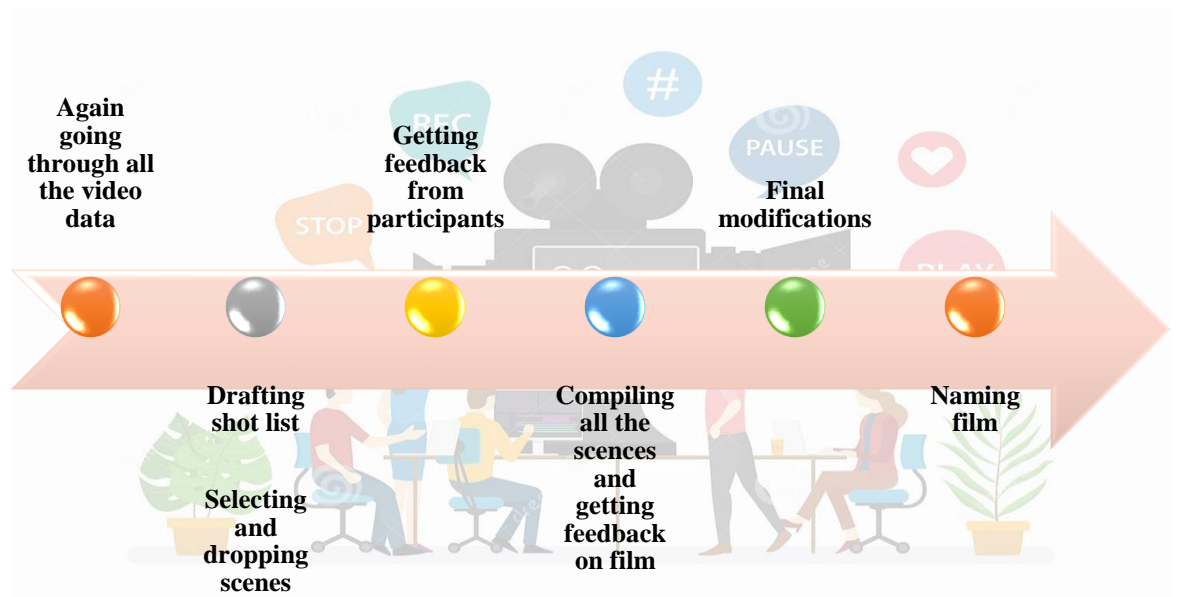 Again
going
through all
the video
data
Drafting
shot list
Selecting
and
dropping
scenes
Getting
feedback
from
participants
Compiling
all the
scences
and
getting
feedback
on film
Final
modifications
Naming
film
STOP
REC
#
PAUSE
PLAY